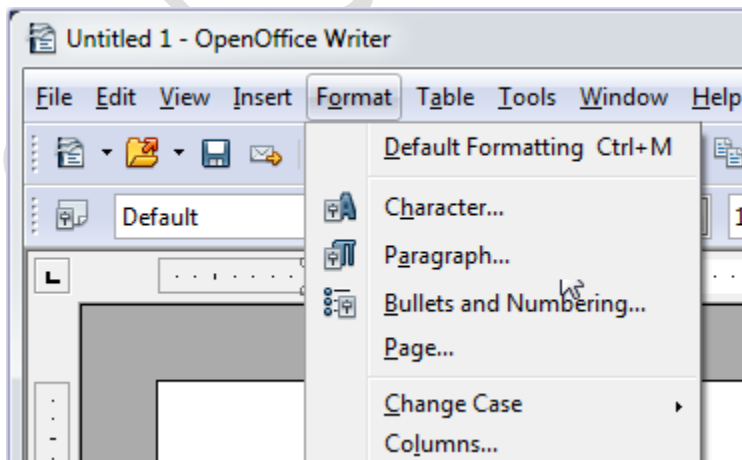 Untitled 1 - OpenOffice Writer
File Edit View Insert Format Table Tools Window Help
Default Formatting Ctrl+M
Default
Character...
Paragraph...
Bullets and Numbering...
Page...
Change Case
Columns...